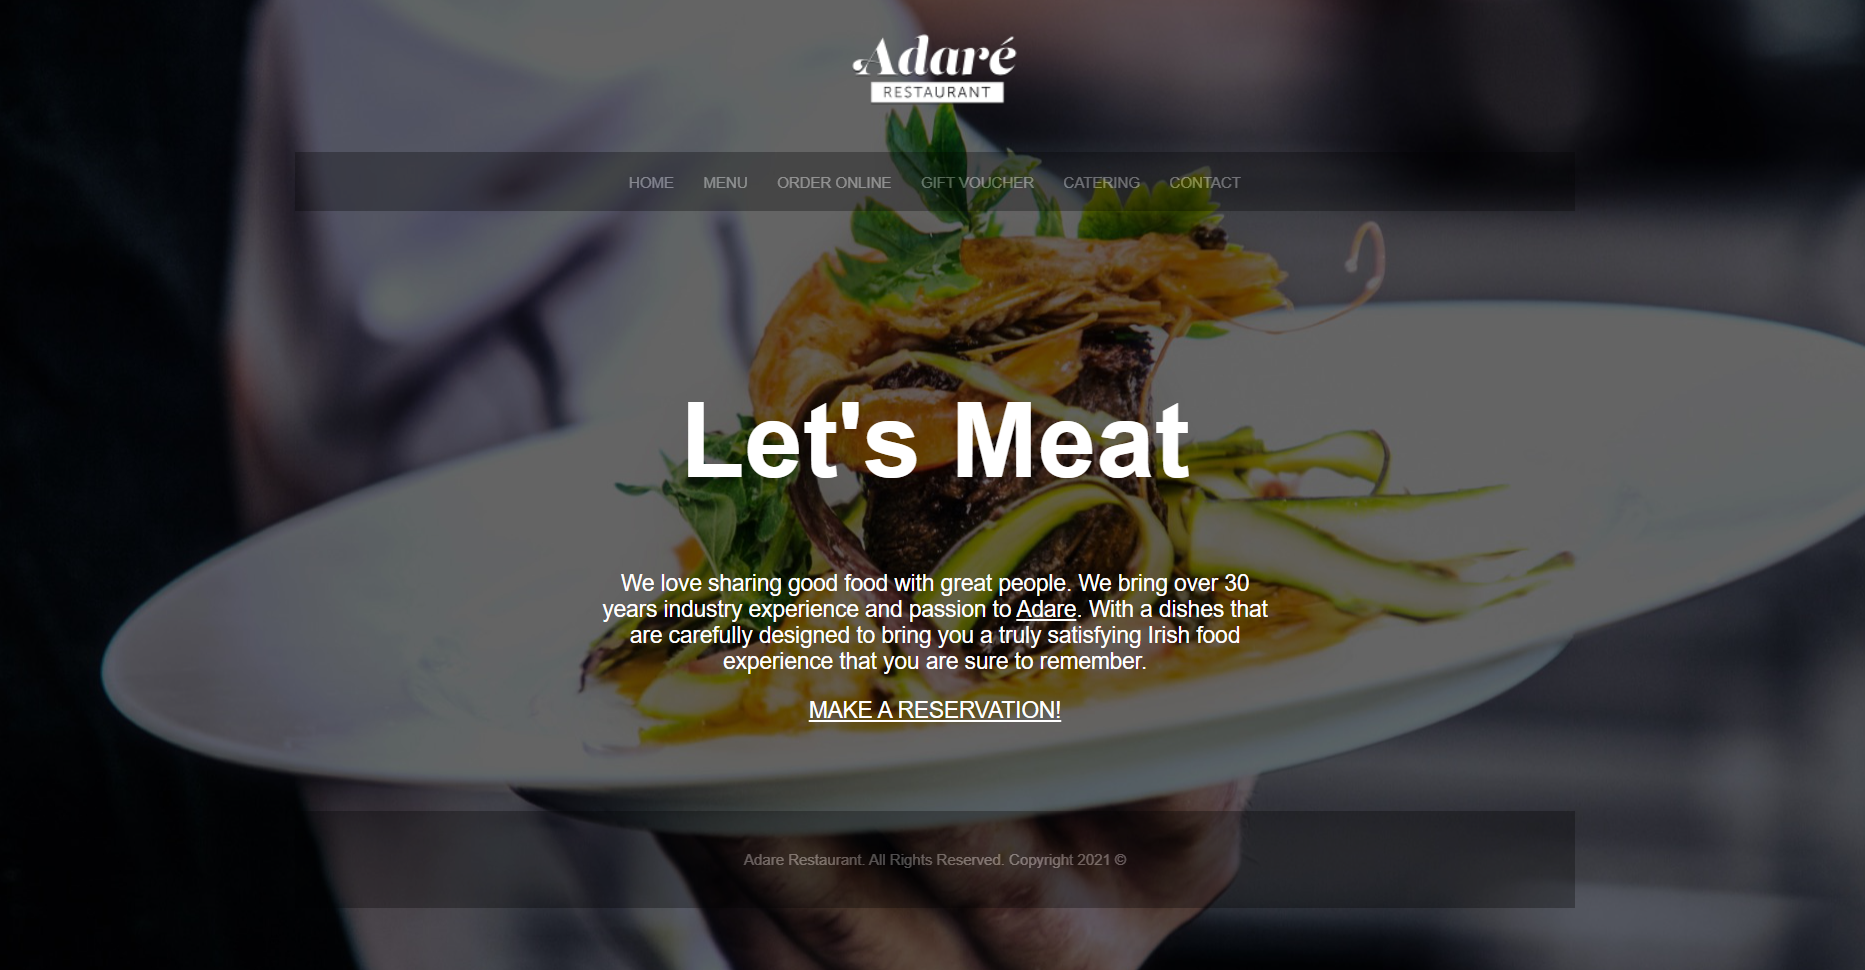 Adaré
RESTAURANT
HOME MENU ORDER ONLINE GIFT VOUCHER CATERING CONTACT
Let's Meat
We love sharing good food with great people. We bring over 30
years industry experience and passion to Adare. With a dishes that
are carefully designed to bring you a truly satisfying Irish food
experience that you are sure to remember.
MAKE A RESERVATION!
Adare Restaurant. All Rights Reserved. Copyright 2021 ©